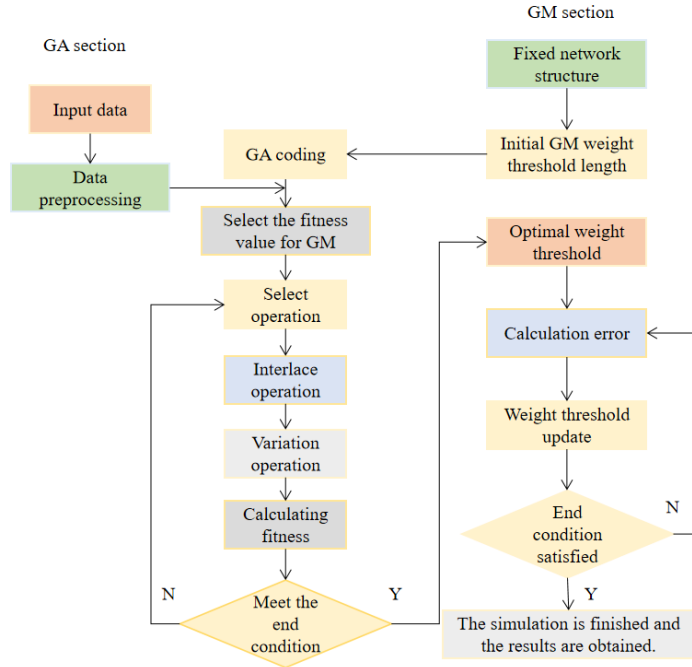 GM section
GA section
Fixed network
structure
Input data
Initial GM weight
threshold length
GA coding
Data
preprocessing
Select the fitness
value for GM
Optimal weight
threshold
Select
operation
Calculation error
Interlace
operation
Weight threshold
update
Variation
operation
Calculating
fitness
End
condition
satisfied
N
N
Meet the
end
condition
Y
Y
The simulation is finished and
the results are obtained.